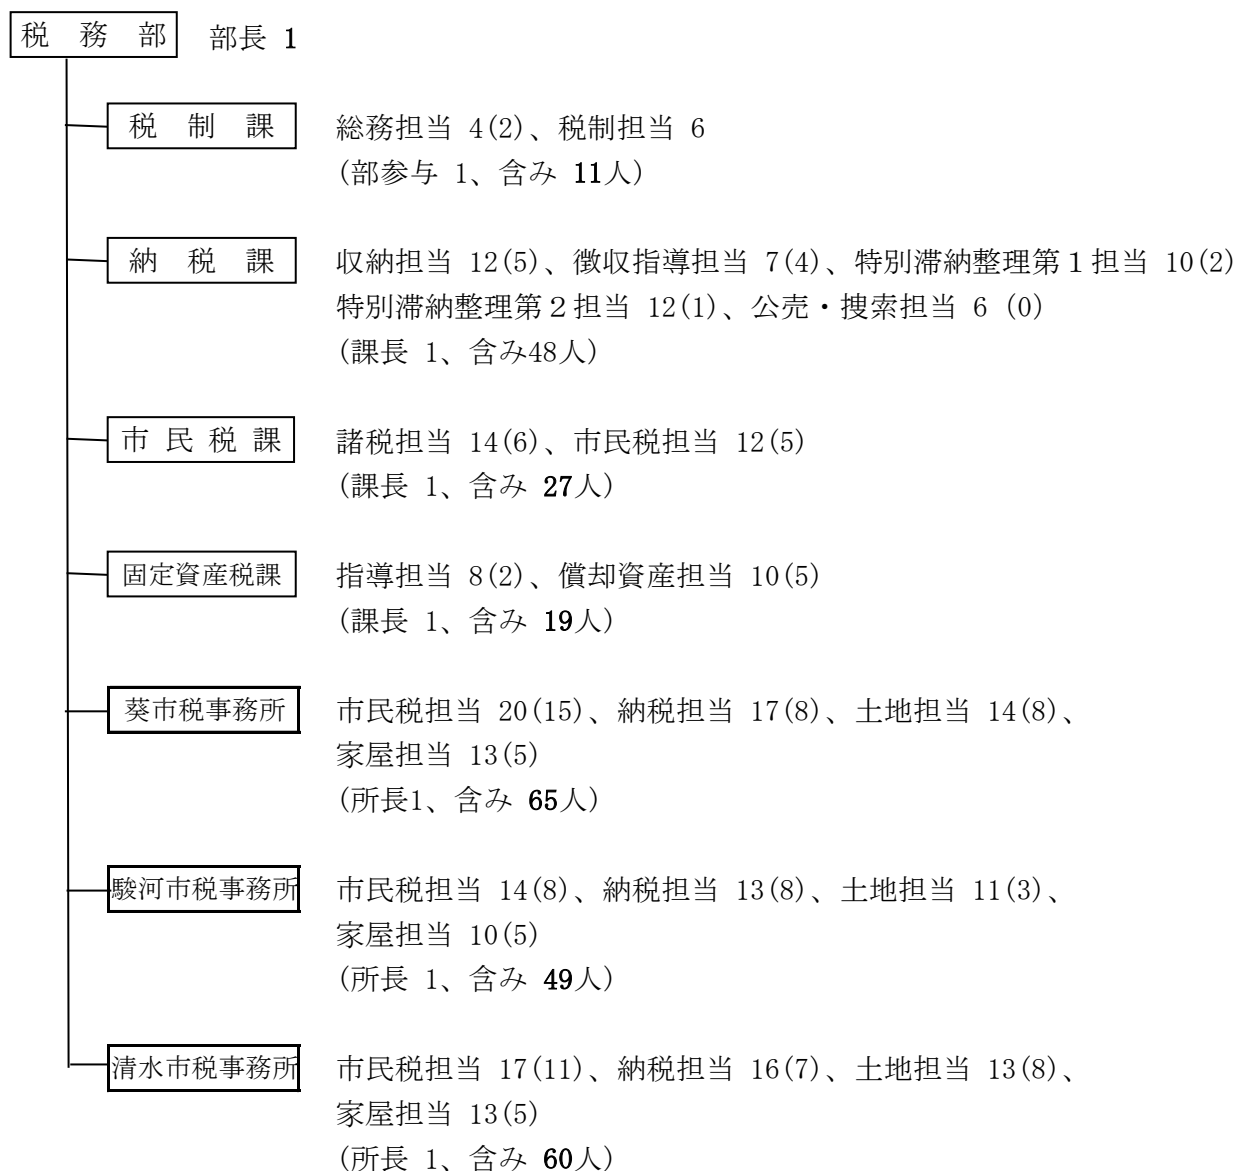 税務部 部長 1
税制課 総務担当 4(2)、税制担当 6
(部参与 1、含み 11人)
納税課 収納担当 12(5)、徴収指導担当 7(4)、特別滞納整理第1担当 10(2)
特別滞納整理第2担当 12(1)、公売・捜索担当 6 (0)
(課長 1、含み48人)
市民税課 諸税担当 14(6)、市民税担当 12(5)
(課長 1、含み 27人)
固定資産税課 指導担当 8(2)、償却資産担当 10(5)
(課長 1、含み 19人)
葵市税事務所 市民税担当 20(15)、納税担当 17(8)、土地担当 14(8)、
家屋担当 13(5)
(所長1、含み 65人)
駿河市税事務所 市民税担当 14(8)、納税担当 13(8)、土地担当 11(3)、
家屋担当 10(5)
(所長 1、含み 49人)
清水市税事務所 市民税担当 17(11)、納税担当 16(7)、土地担当 13(8)、
家屋担当 13(5)
(所長 1、含み 60人)